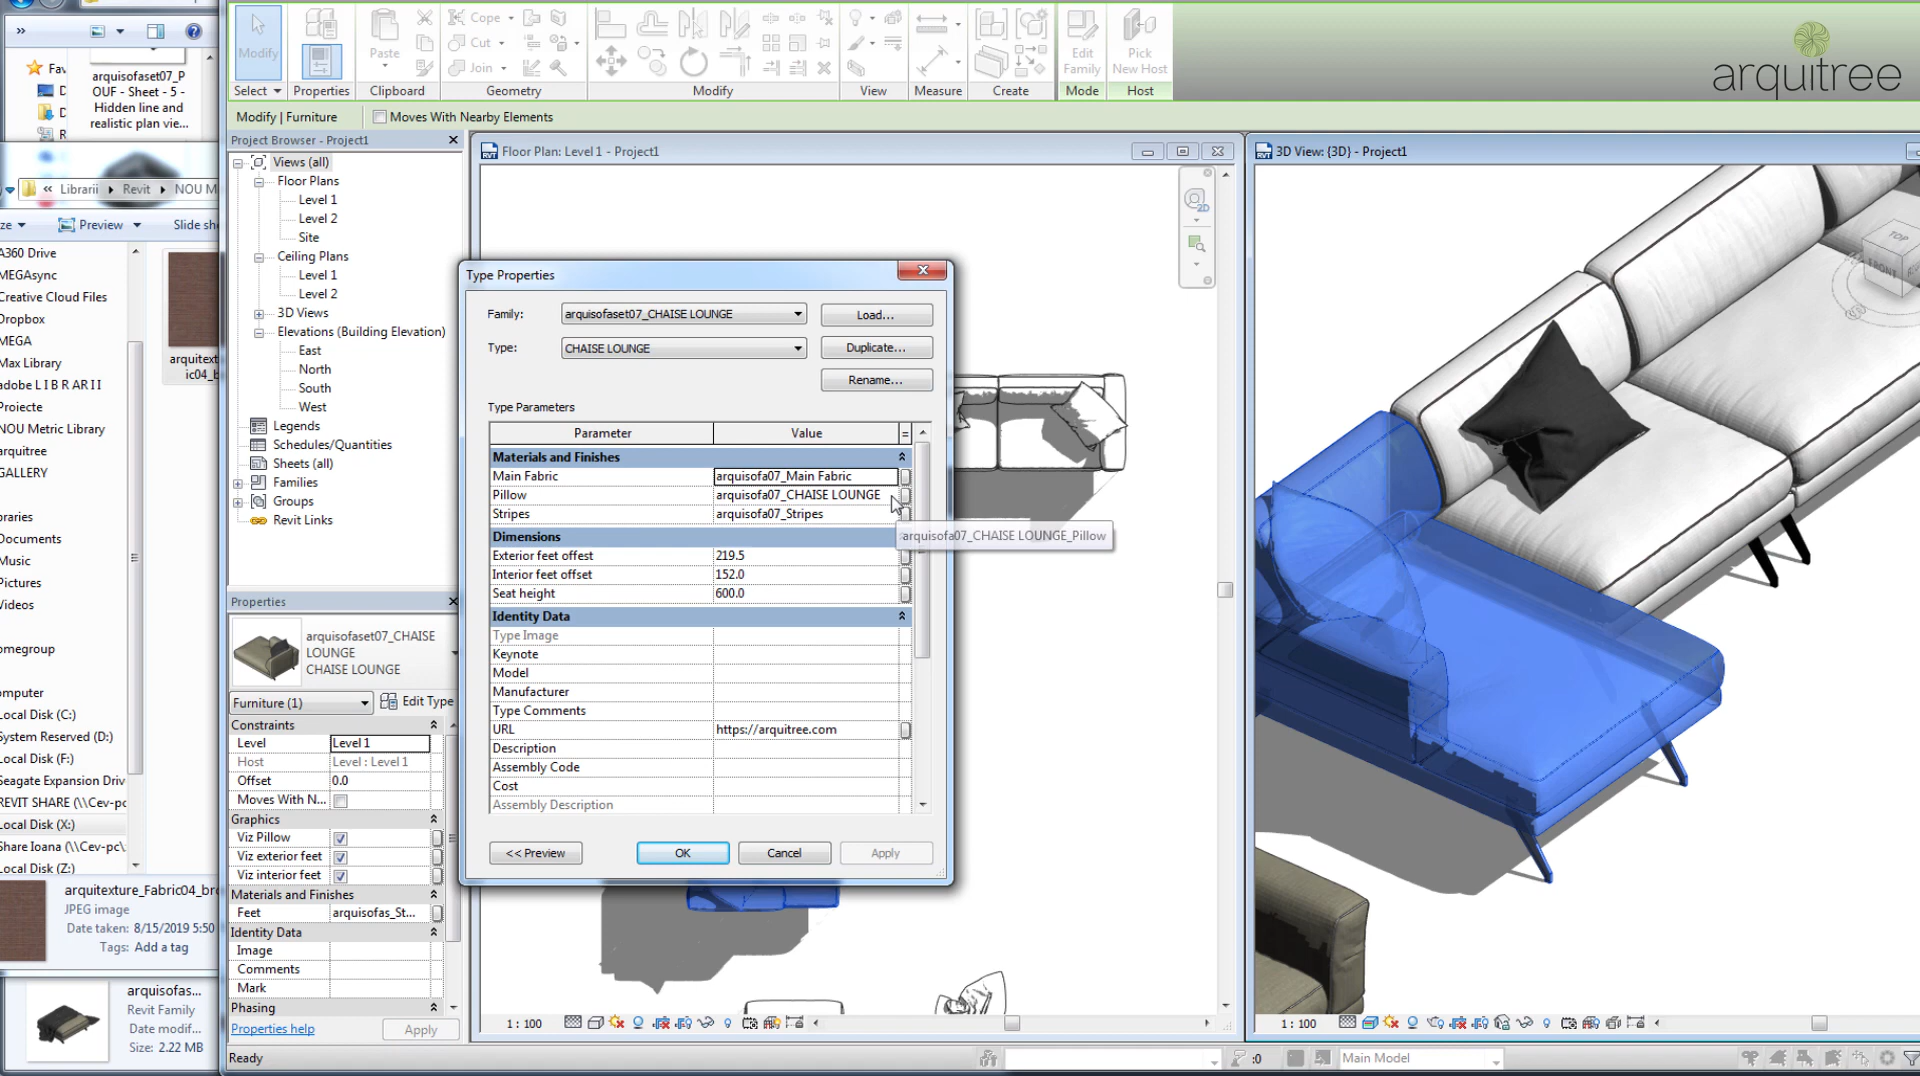 »
Modify
Paste
Cope
Cut
Join
Edit
Family
Pick
New Host
arquitree
Select
Properties
Clipboard
Geometry
Modify
View
Measure
Create
Mode
Host
Modify | Furniture
Moves With Nearby Elements
arquisofaset07_P
OUF - Sheet - 5 -
Hidden line and
realistic plan vie...
Librarii
Revit
NOU M
Preview
Slide sh
A360 Drive
MEGAsync
Creative Cloud Files
Dropbox
MEGA
Max Library
adobe L I B R AR I I
Proiecte
NOU Metric Library
arquitree
GALLERY
braries
Documents
Music
Pictures
Videos
omegroup
omputer
Local Disk (C:)
System Reserved (D:)
Local Disk (F:)
Seagate Expansion Driv
REVIT SHARE (\\Cev-pc
Local Disk (X:)
Share Ioana (\\Cev-pc\
Local Disk (Z:)
arquitexture_Fabric04_bro
JPEG image
Date taken: 8/15/2019 5:50
Tags: Add a tag
arquisofas...
Revit Family
Date modif...
Size: 2.22 MB
Project Browser - Project1
Views (all)
Floor Plans
Level 1
Level 2
Site
Ceiling Plans
Level 1
Level 2
3D Views
Elevations (Building Elevation)
East
North
South
West
Legends
Schedules/Quantities
Sheets (all)
Families
Groups
Revit Links
Properties
arquisofaset07_CHAISE
LOUNGE
CHAISE LOUNGE
Furniture (1)
Edit Type
Constraints
Level Level 1
Host Level : Level 1
Offset 0.0
Moves With N...
Graphics
Viz Pillow
Viz exterior feet
Viz interior feet
Materials and Finishes
Feet arquisofas_St...
Identity Data
Image
Comments
Mark
Phasing
Properties help
Apply
Floor Plan: Level 1 - Project1
3D View: {3D} - Project1
2D
TOP
FRONT
Type Properties
Family: arquisofaset07_CHAISE LOUNGE Load...
Type: CHAISE LOUNGE Duplicate...
Rename...
Type Parameters
Parameter Value =
Materials and Finishes
Main Fabric arquisofa07_Main Fabric
Pillow arquisofa07_CHAISE LOUNGE
Stripes arquisofa07_Stripes
arquisofa07_CHAISE LOUNGE_Pillow
Dimensions
Exterior feet offest 219.5
Interior feet offset 152.0
Seat height 600.0
Identity Data
Type Image
Keynote
Model
Manufacturer
Type Comments
URL https://arquitree.com
Description
Assembly Code
Cost
Assembly Description
<< Preview OK Cancel Apply
1 : 100
1 : 100
Ready
:0
Main Model